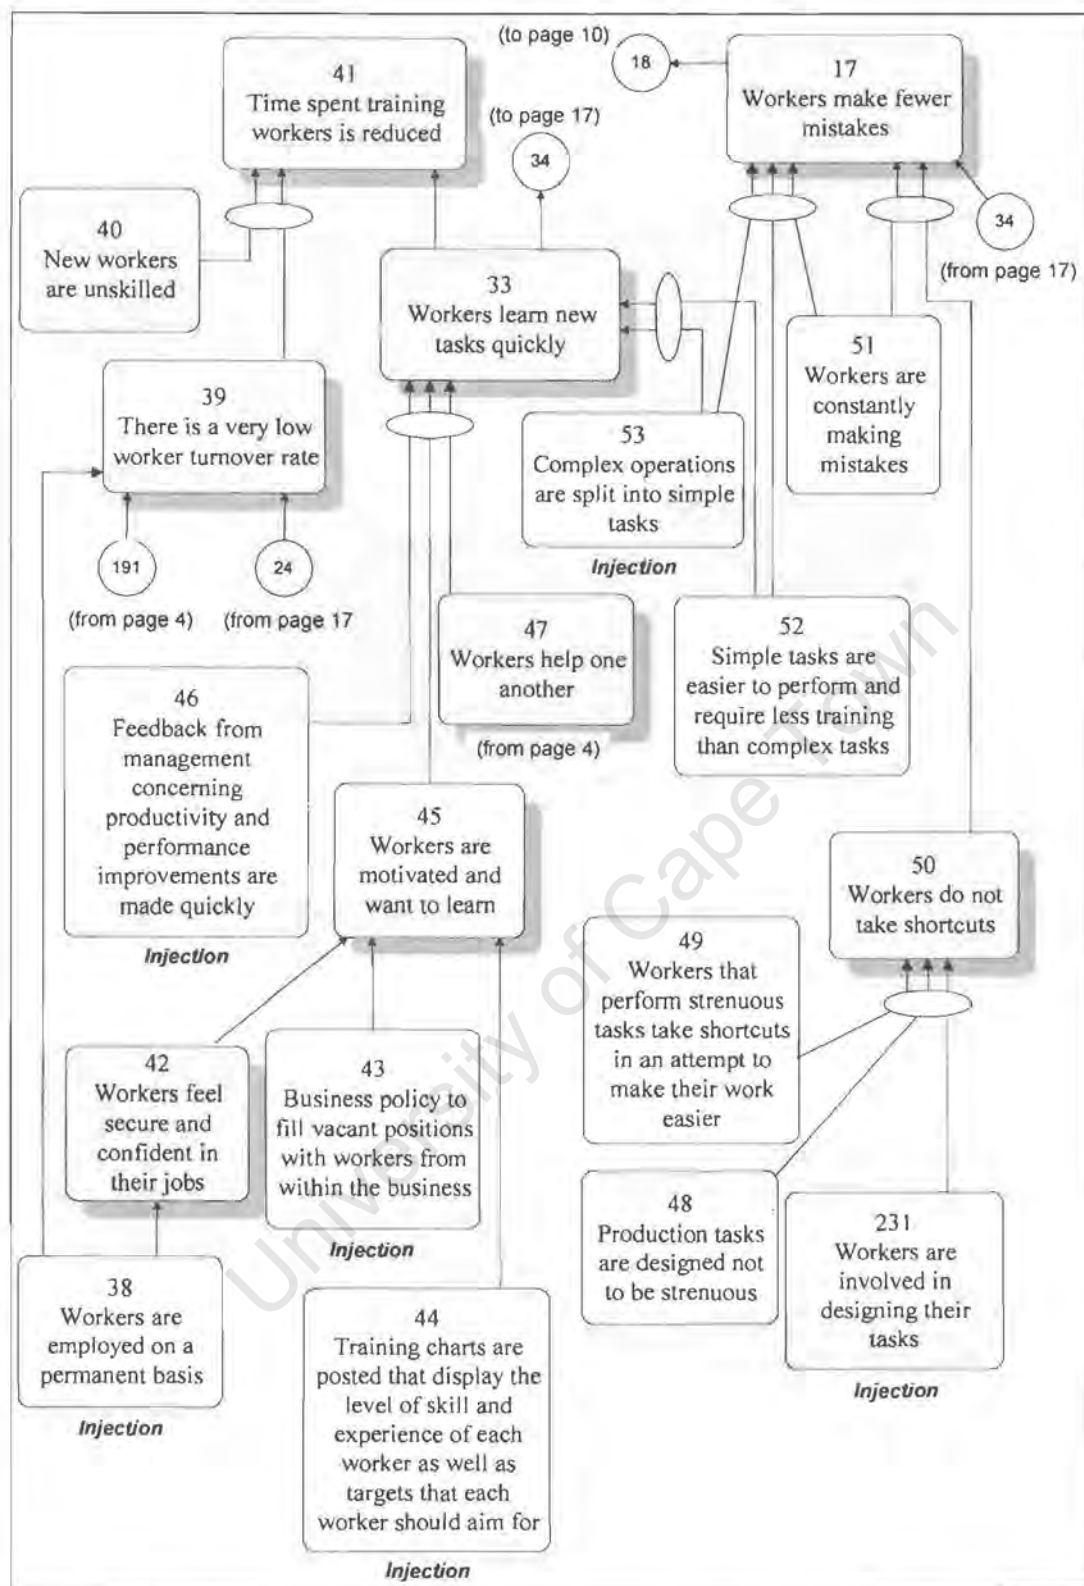 (to page 10)
18
41
Time spent training
workers is reduced
17
Workers make fewer
mistakes
(to page 17)
34
40
New workers
are unskilled
34
(from page 17)
33
Workers learn new
tasks quickly
51
Workers are
constantly
making
mistakes
39
There is a very low
worker turnover rate
53
Complex operations
are split into simple
tasks
Injection
191
(from page 4)
24
(from page 17
47
Workers help one
another
(from page 4)
52
Simple tasks are
easier to perform and
require less training
than complex tasks
46
Feedback from
management
concerning
productivity and
performance
improvements are
made quickly
Injection
45
Workers are
motivated and
want to learn
50
Workers do not
take shortcuts
49
Workers that
perform strenuous
tasks take shortcuts
in an attempt to
make their work
easier
42
Workers feel
secure and
confident in
their jobs
43
Business policy to
fill vacant positions
with workers from
within the business
Injection
48
Production tasks
are designed not
to be strenuous
231
Workers are
involved in
designing their
tasks
Injection
38
Workers are
employed on a
permanent basis
Injection
44
Training charts are
posted that display the
level of skill and
experience of each
worker as well as
targets that each
worker should aim for
Injection
University of Cape Town